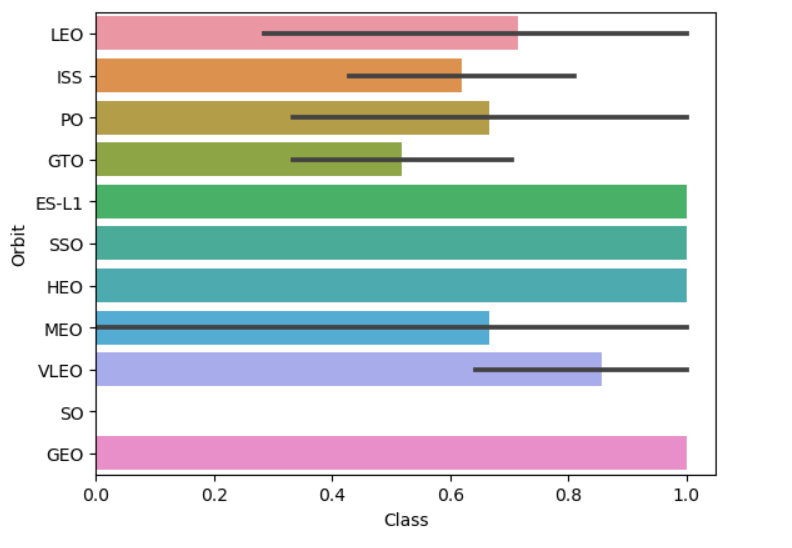 LEO
ISS
PO
GTO
ES-L1
SSO
HEO
MEO
VLEO
SO
GEO
Orbit
0.0 0.2 0.4 0.6 0.8 1.0
Class